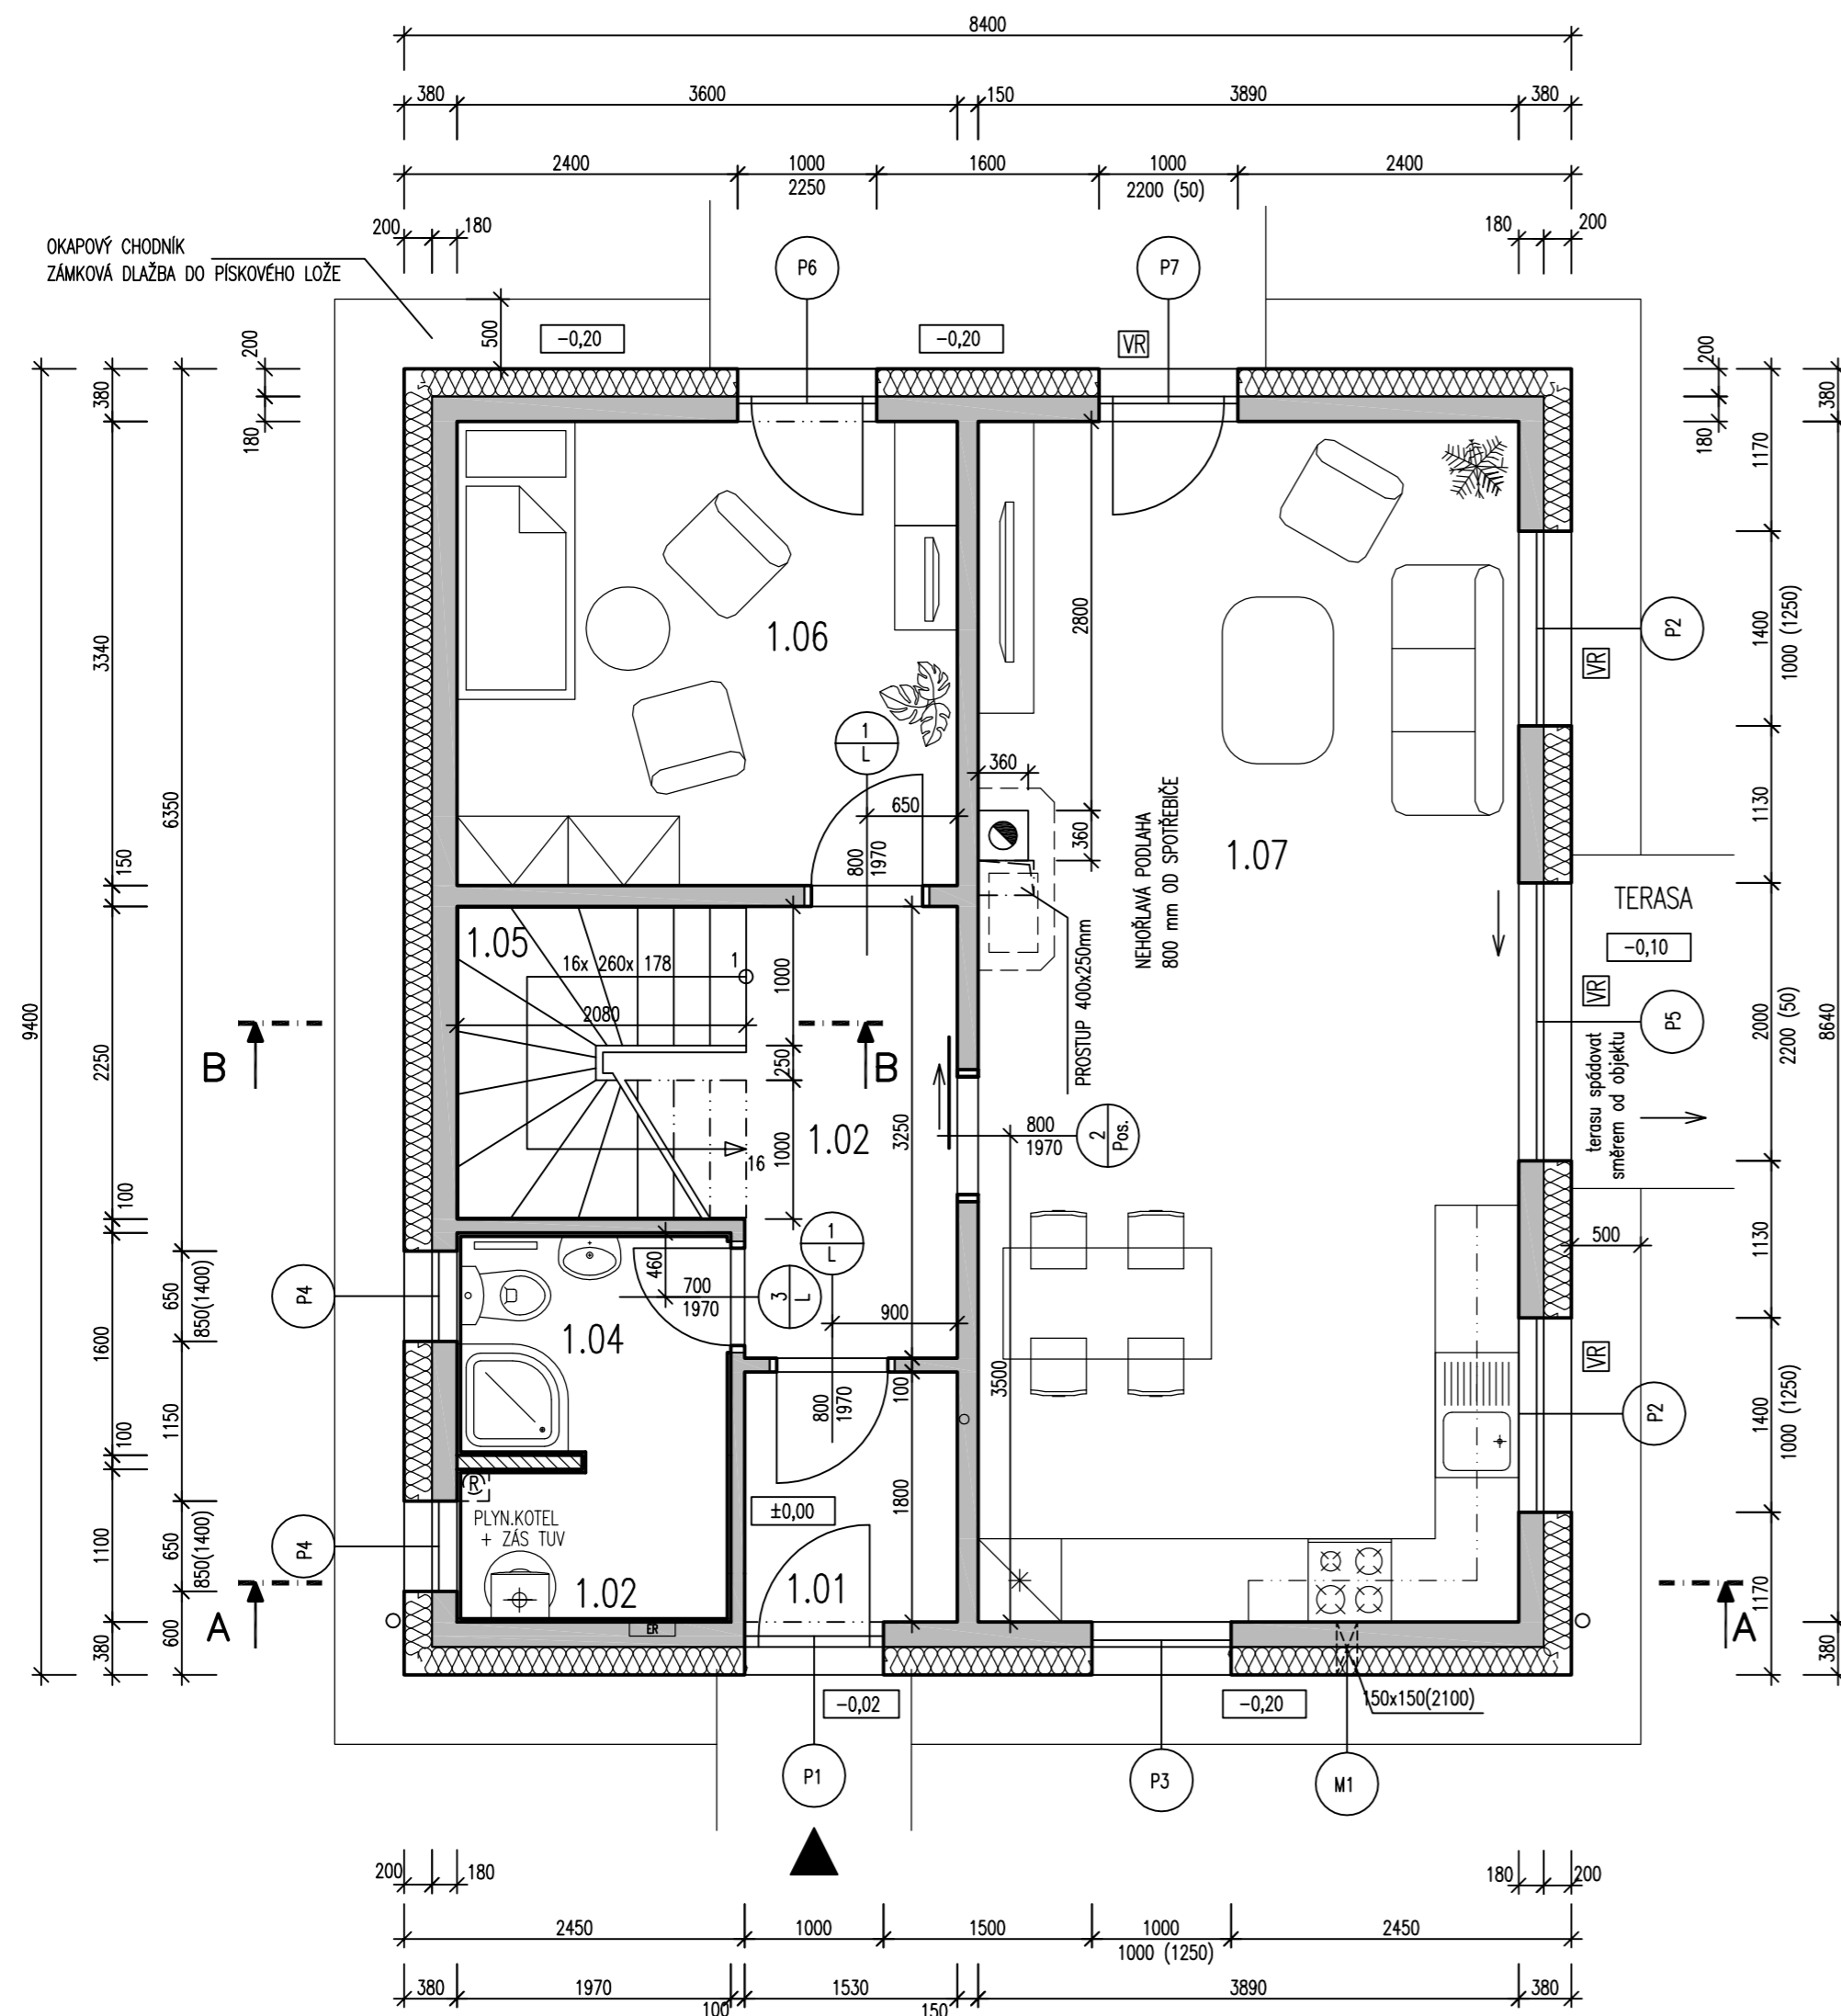 8400
380 3600 150 3890 380
2400 1000 1600 1000 2400
2250 2200 (50)
200 180 180 200
OKAPOVÝ CHODNÍK
ZÁMKOVÁ DLAŽBA DO PÍSKOVÉHO LOŽE
P6 P7
500 -0,20 -0,20 VR
200 200
380 380
180 180
1170
3340
1.06
2800
1400
1000 (1250)
P2
VR
1
L
650
360
360
800
1970
NEHOŘLAVÁ PODLAHA
800 mm OD SPOTŘEBIČE
1.07
6350
150
1130
TERASA
-0,10
1.05
16x 260x 178
1
1000
2080
PROSTUP 400x250mm
VR
P5
2000
2200 (50)
8640
9400
2250
B B
250
terasu spádovat
směrem od objektu
1.02
3250
800
1970
2
Pos.
1000
16
100
1
L
460
700
1970
3
L
900
500
1130
P4
650
850(1400)
1600
1.04
3500
VR
100
800
1970
P2
1400
1000 (1250)
1150
100
R
PLYN.KOTEL
+ ZÁS TUV
±0,00
1800
P4
650
850(1400)
1100
1.02
1.01
1170
A A
ER
600
380 380
-0,02 -0,20
150x150(2100)
P1 P3 M1
200 180 180 200
2450 1000 1500 1000 2450
1000 (1250)
380 1970 1530 3890 380
100 150